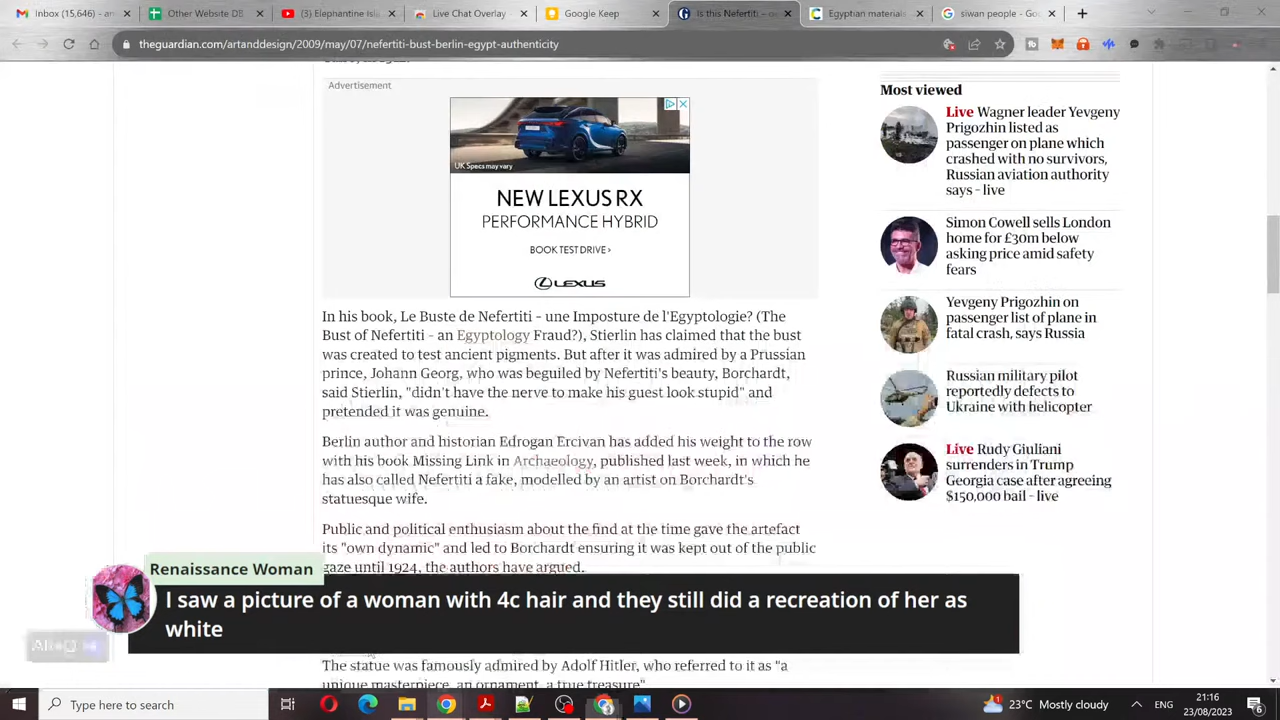 Inbox (15,646) - a
Other Website DB
(3) Elephantine Isl
Live Chat Overlay
Google Keep
Is this Nefertiti – o
Egyptian materials
siwan people - Goo
theguardian.com/artanddesign/2009/may/07/nefertiti-bust-berlin-egypt-authenticity
Advertisement
UK Specs may vary
NEW LEXUS RX
PERFORMANCE HYBRID
BOOK TEST DRIVE ›
LEXUS
In his book, Le Buste de Nefertiti – une Imposture de l'Egyptologie? (The
Bust of Nefertiti – an Egyptology Fraud?), Stierlin has claimed that the bust
was created to test ancient pigments. But after it was admired by a Prussian
prince, Johann Georg, who was beguiled by Nefertiti's beauty, Borchardt,
said Stierlin, "didn't have the nerve to make his guest look stupid" and
pretended it was genuine.
Berlin author and historian Edrogan Ercivan has added his weight to the row
with his book Missing Link in Archaeology, published last week, in which he
has also called Nefertiti a fake, modelled by an artist on Borchardt's
statuesque wife.
Public and political enthusiasm about the find at the time gave the artefact
its "own dynamic" and led to Borchardt ensuring it was kept out of the public
gaze until 1924, the authors have argued.
The statue was famously admired by Adolf Hitler, who referred to it as "a
unique masterpiece, an ornament, a true treasure".
Most viewed
Live Wagner leader Yevgeny
Prigozhin listed as
passenger on plane which
crashed with no survivors,
Russian aviation authority
says – live
Simon Cowell sells London
home for £30m below
asking price amid safety
fears
Yevgeny Prigozhin on
passenger list of plane in
fatal crash, says Russia
Russian military pilot
reportedly defects to
Ukraine with helicopter
Live Rudy Giuliani
surrenders in Trump
Georgia case after agreeing
$150,000 bail – live
Renaissance Woman
I saw a picture of a woman with 4c hair and they still did a recreation of her as
white
Type here to search
23°C Mostly cloudy
ENG
21:16
23/08/2023
6